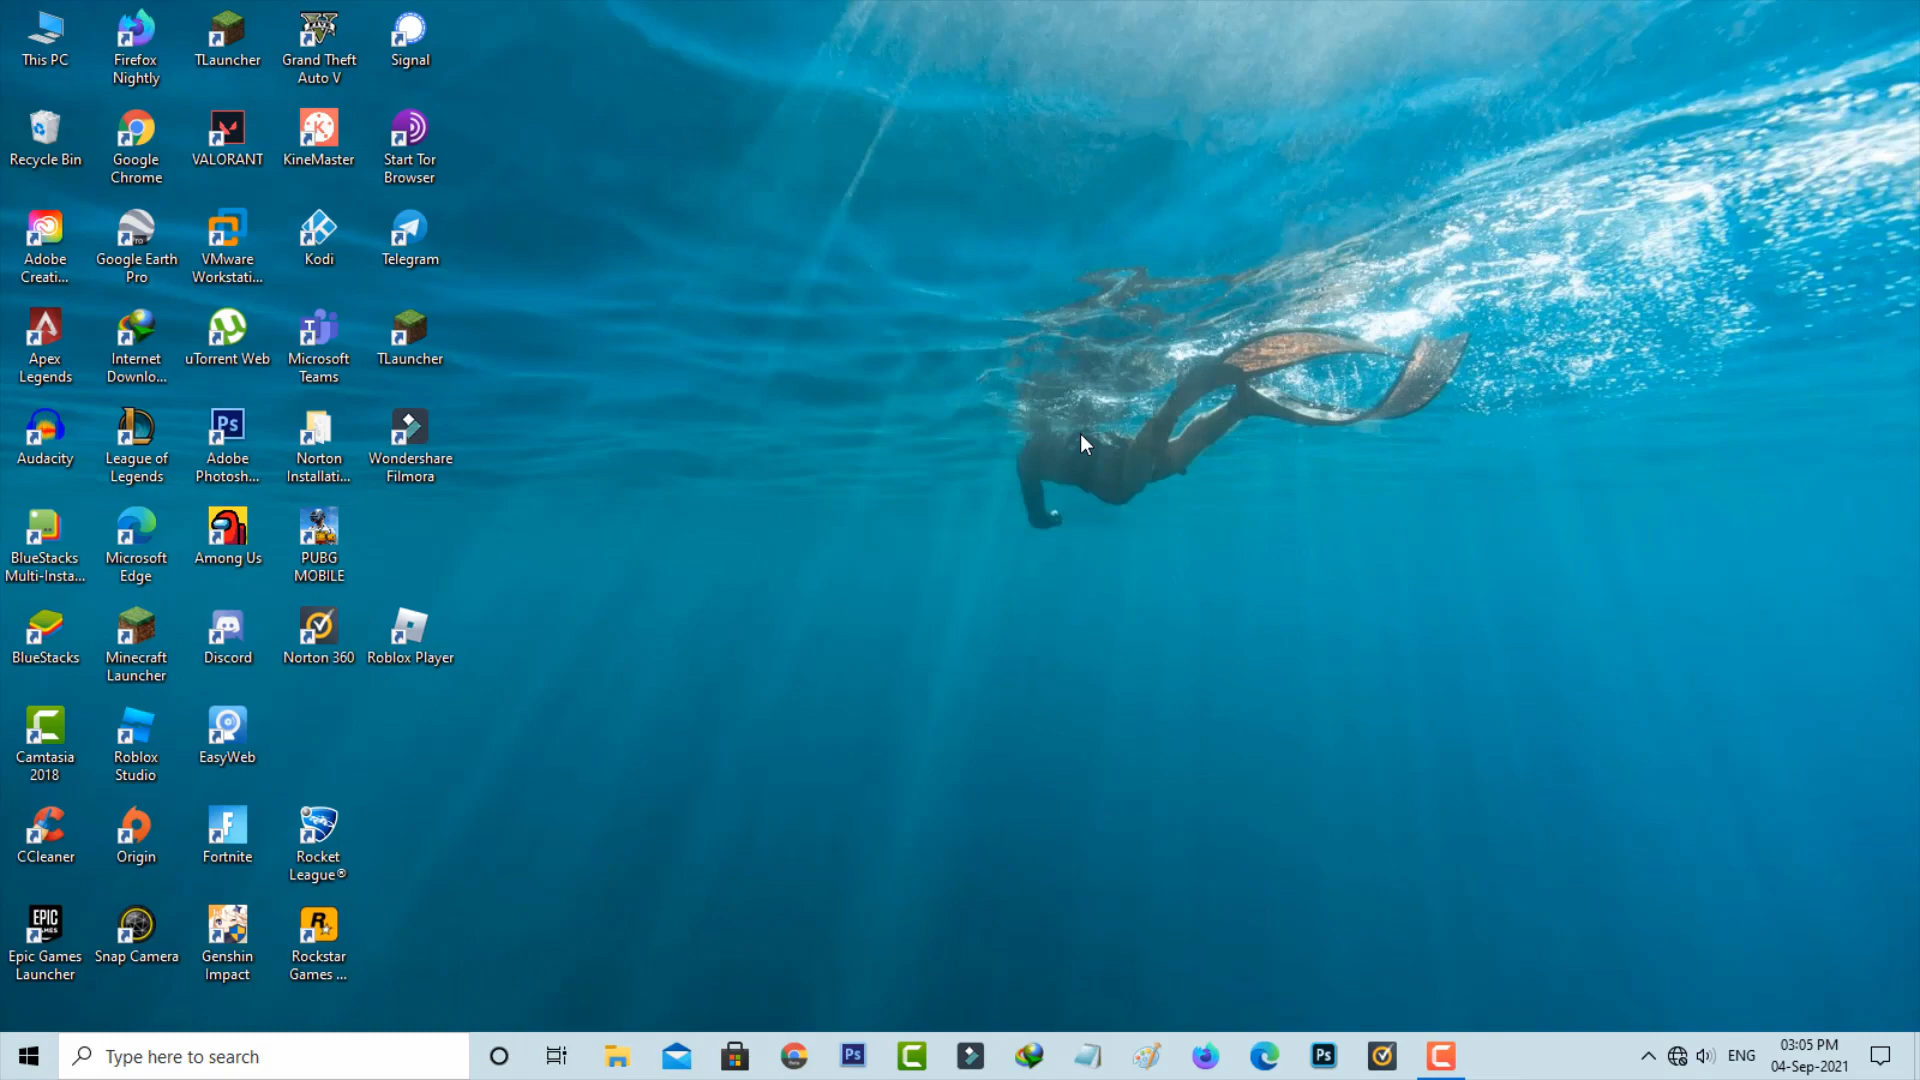 This PC
Firefox
Nightly
TLauncher
Grand Theft
Auto V
Signal
Recycle Bin
Google
Chrome
VALORANT
KineMaster
Start Tor
Browser
Adobe
Creati...
Google Earth
Pro
VMware
Workstati...
Kodi
Telegram
Apex
Legends
Internet
Downlo...
uTorrent Web
Microsoft
Teams
TLauncher
Audacity
League of
Legends
Adobe
Photosh...
Norton
Installati...
Wondershare
Filmora
BlueStacks
Multi-Insta...
Microsoft
Edge
Among Us
PUBG
MOBILE
BlueStacks
Minecraft
Launcher
Discord
Norton 360
Roblox Player
Camtasia
2018
Roblox
Studio
EasyWeb
CCleaner
Origin
Fortnite
Rocket
League®
Epic Games
Launcher
Snap Camera
Genshin
Impact
Rockstar
Games ...
Type here to search
ENG
03:05 PM
04-Sep-2021